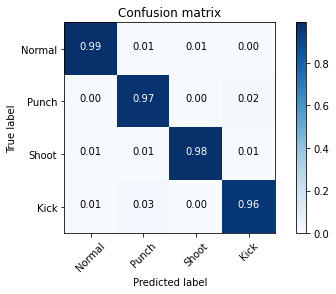 Confusion matrix
Normal 0.99 0.01 0.01 0.00
Punch 0.00 0.97 0.00 0.02
Shoot 0.01 0.01 0.98 0.01
Kick 0.01 0.03 0.00 0.96
Normal Punch Shoot Kick
True label
Predicted label
0.8
0.6
0.4
0.2
0.0